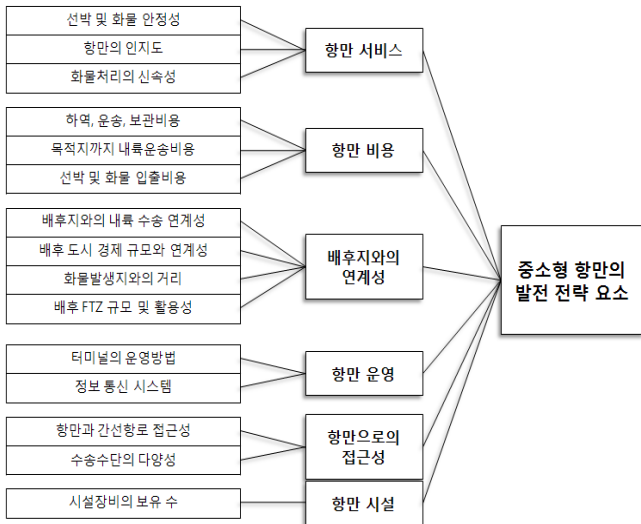 선박 및 화물 안정성
항만의 인지도
화물처리의 신속성
항만 서비스
하역, 운송, 보관비용
목적지까지 내륙운송비용
선박 및 화물 입출비용
항만 비용
배후지와의 내륙 수송 연계성
배후 도시 경제 규모와 연계성
화물발생지와의 거리
배후 FTZ 규모 및 활용성
배후지와의
연계성
터미널의 운영방법
정보 통신 시스템
항만 운영
항만과 간선항로 접근성
수송수단의 다양성
항만으로의
접근성
시설장비의 보유 수
항만 시설
중소형 항만의
발전 전략 요소